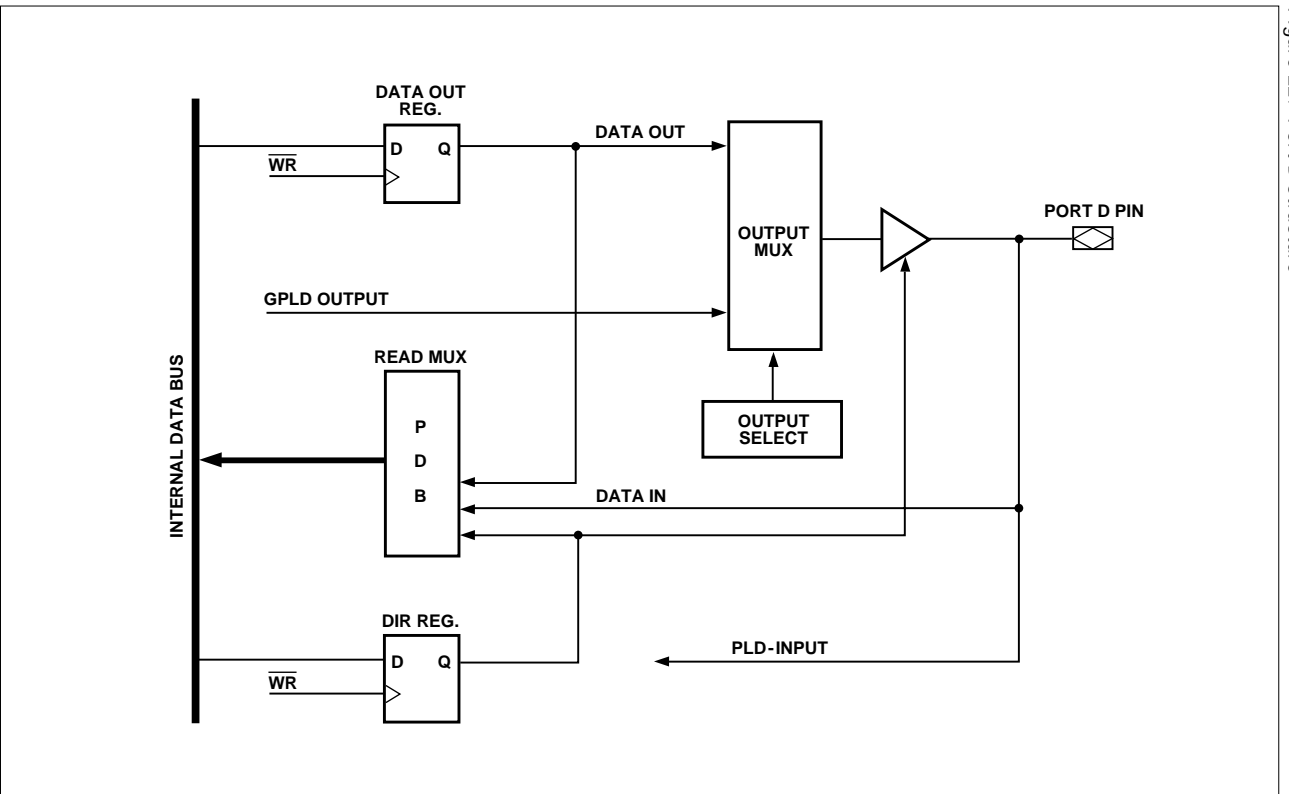 DATA OUT
REG.
D Q
WR
DATA OUT
OUTPUT
MUX
PORT D PIN
GPLD OUTPUT
READ MUX
P
D
B
OUTPUT
SELECT
INTERNAL DATA BUS
DATA IN
DIR REG.
D Q
WR
PLD-INPUT